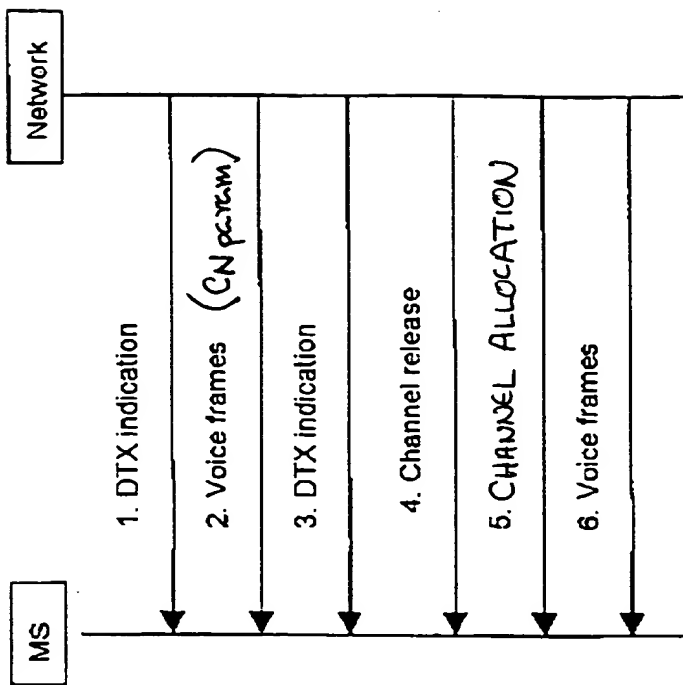 MS
Network
1. DTX indication
2. Voice frames (CN param)
3. DTX indication
4. Channel release
5. CHANNEL ALLOCATION
6. Voice frames